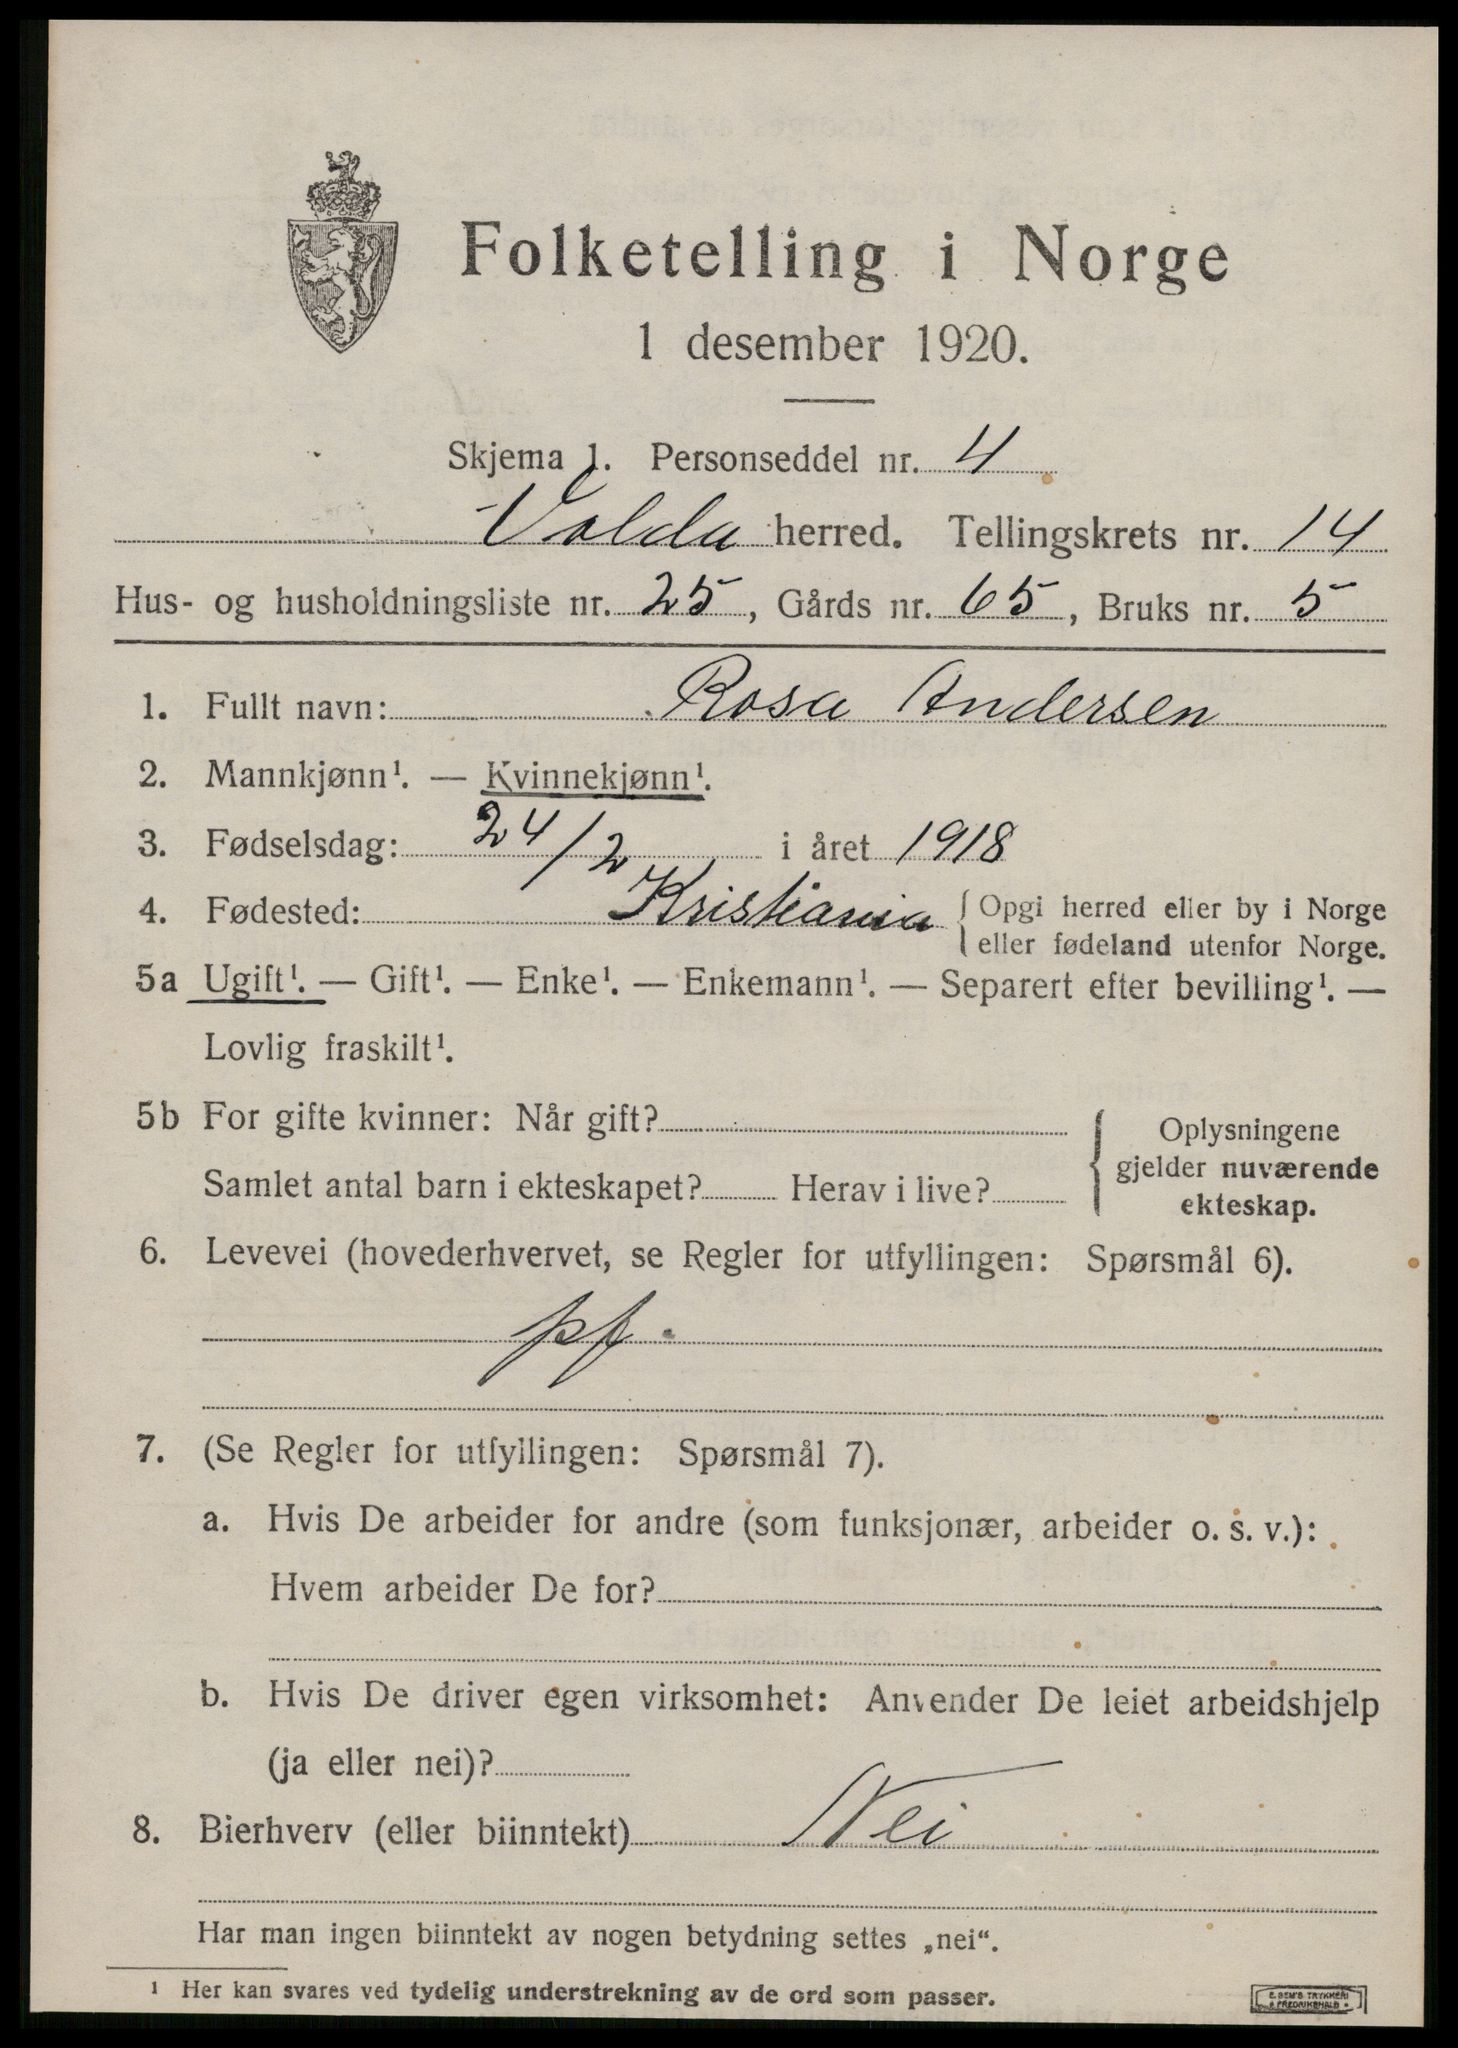 Folketelling i Norge
1 desember 1920.
Skjema 1. Personseddel nr. 4
Volda herred. Tellingskrets nr. 14
Hus- og husholdningsliste nr. 25, Gårds nr. 65, Bruks nr. 5
1. Fullt navn: Rosa Andersen
2. Mannkjønn¹. — Kvinnekjønn¹.
3. Fødselsdag: 24/2 i året 1918
4. Fødested: Kristiania { Opgi herred eller by i Norge
eller fødeland utenfor Norge.
5a Ugift¹. — Gift¹. — Enke¹. — Enkemann¹. — Separert efter bevilling¹. —
Lovlig fraskilt¹.
5b For gifte kvinner: Når gift?
Samlet antal barn i ekteskapet? Herav i live?
Oplysningene
gjelder nuværende
ekteskap.
6. Levevei (hovederhvervet, se Regler for utfyllingen: Spørsmål 6).
pf.
7. (Se Regler for utfyllingen: Spørsmål 7).
a. Hvis De arbeider for andre (som funksjonær, arbeider o. s. v.):
Hvem arbeider De for?
b. Hvis De driver egen virksomhet: Anvender De leiet arbeidshjelp
(ja eller nei)?
8. Bierhverv (eller biinntekt) Nei
Har man ingen biinntekt av nogen betydning settes „nei“.
¹ Her kan svares ved tydelig understrekning av de ord som passer.
E. SEM'S TRYKKERI
FREDRIKSHALD